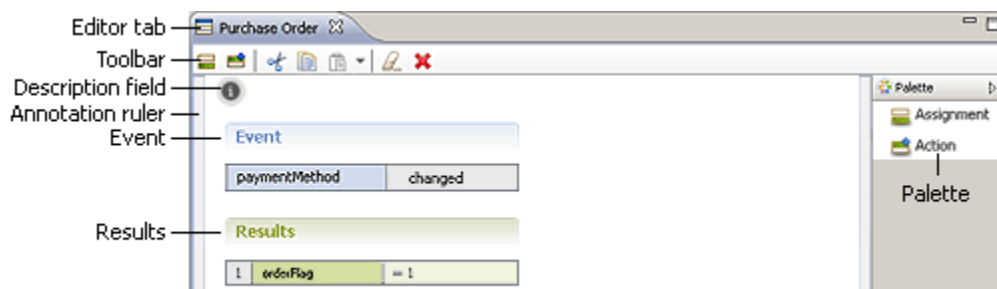 Editor tab
Purchase Order
Toolbar
Description field
Palette
Annotation ruler
Assignment
Event
Event
Action
paymentMethod changed
Palette
Results
Results
1 orderFlag = 1